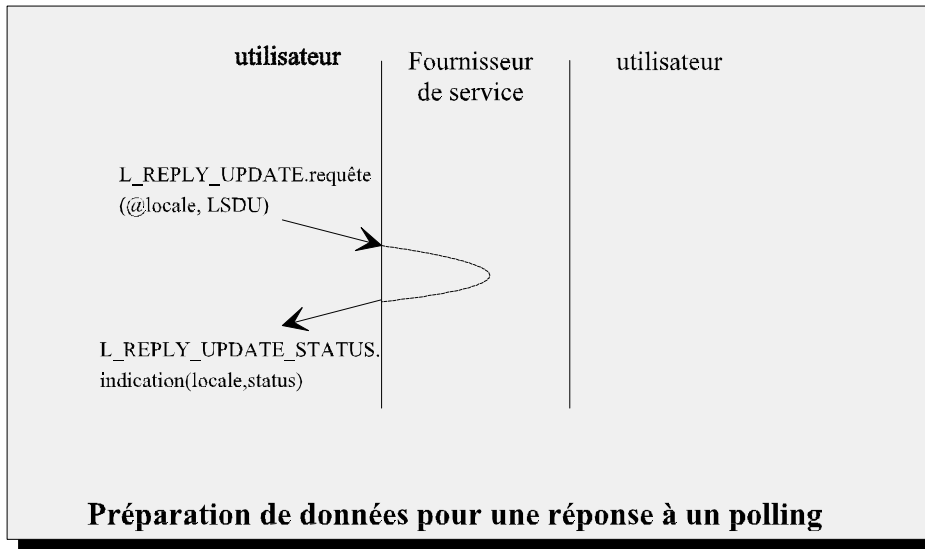 utilisateur
Fournisseur
de service
utilisateur
L_REPLY_UPDATE.requête
(@locale, LSDU)
L_REPLY_UPDATE_STATUS.
indication(locale,status)
Préparation de données pour une réponse à un polling